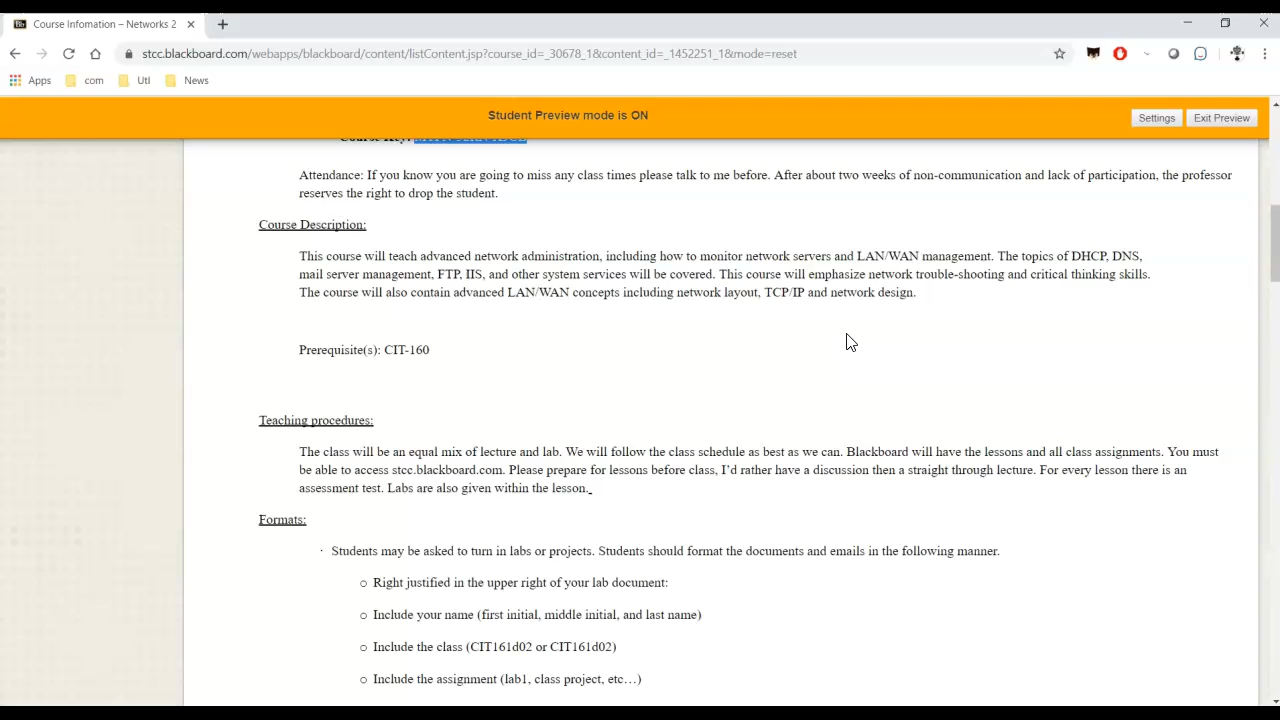 Course Infomation – Networks 2
stcc.blackboard.com/webapps/blackboard/content/listContent.jsp?course_id=_30678_1&content_id=_1452251_1&mode=reset
Apps com Utl News
Student Preview mode is ON
Settings Exit Preview
Course Key:
Attendance: If you know you are going to miss any class times please talk to me before. After about two weeks of non-communication and lack of participation, the professor
reserves the right to drop the student.
Course Description:
This course will teach advanced network administration, including how to monitor network servers and LAN/WAN management. The topics of DHCP, DNS,
mail server management, FTP, IIS, and other system services will be covered. This course will emphasize network trouble-shooting and critical thinking skills.
The course will also contain advanced LAN/WAN concepts including network layout, TCP/IP and network design.
Prerequisite(s): CIT-160
Teaching procedures:
The class will be an equal mix of lecture and lab. We will follow the class schedule as best as we can. Blackboard will have the lessons and all class assignments. You must
be able to access stcc.blackboard.com. Please prepare for lessons before class, I’d rather have a discussion then a straight through lecture. For every lesson there is an
assessment test. Labs are also given within the lesson.
Formats:
· Students may be asked to turn in labs or projects. Students should format the documents and emails in the following manner.
o Right justified in the upper right of your lab document:
o Include your name (first initial, middle initial, and last name)
o Include the class (CIT161d02 or CIT161d02)
o Include the assignment (lab1, class project, etc…)